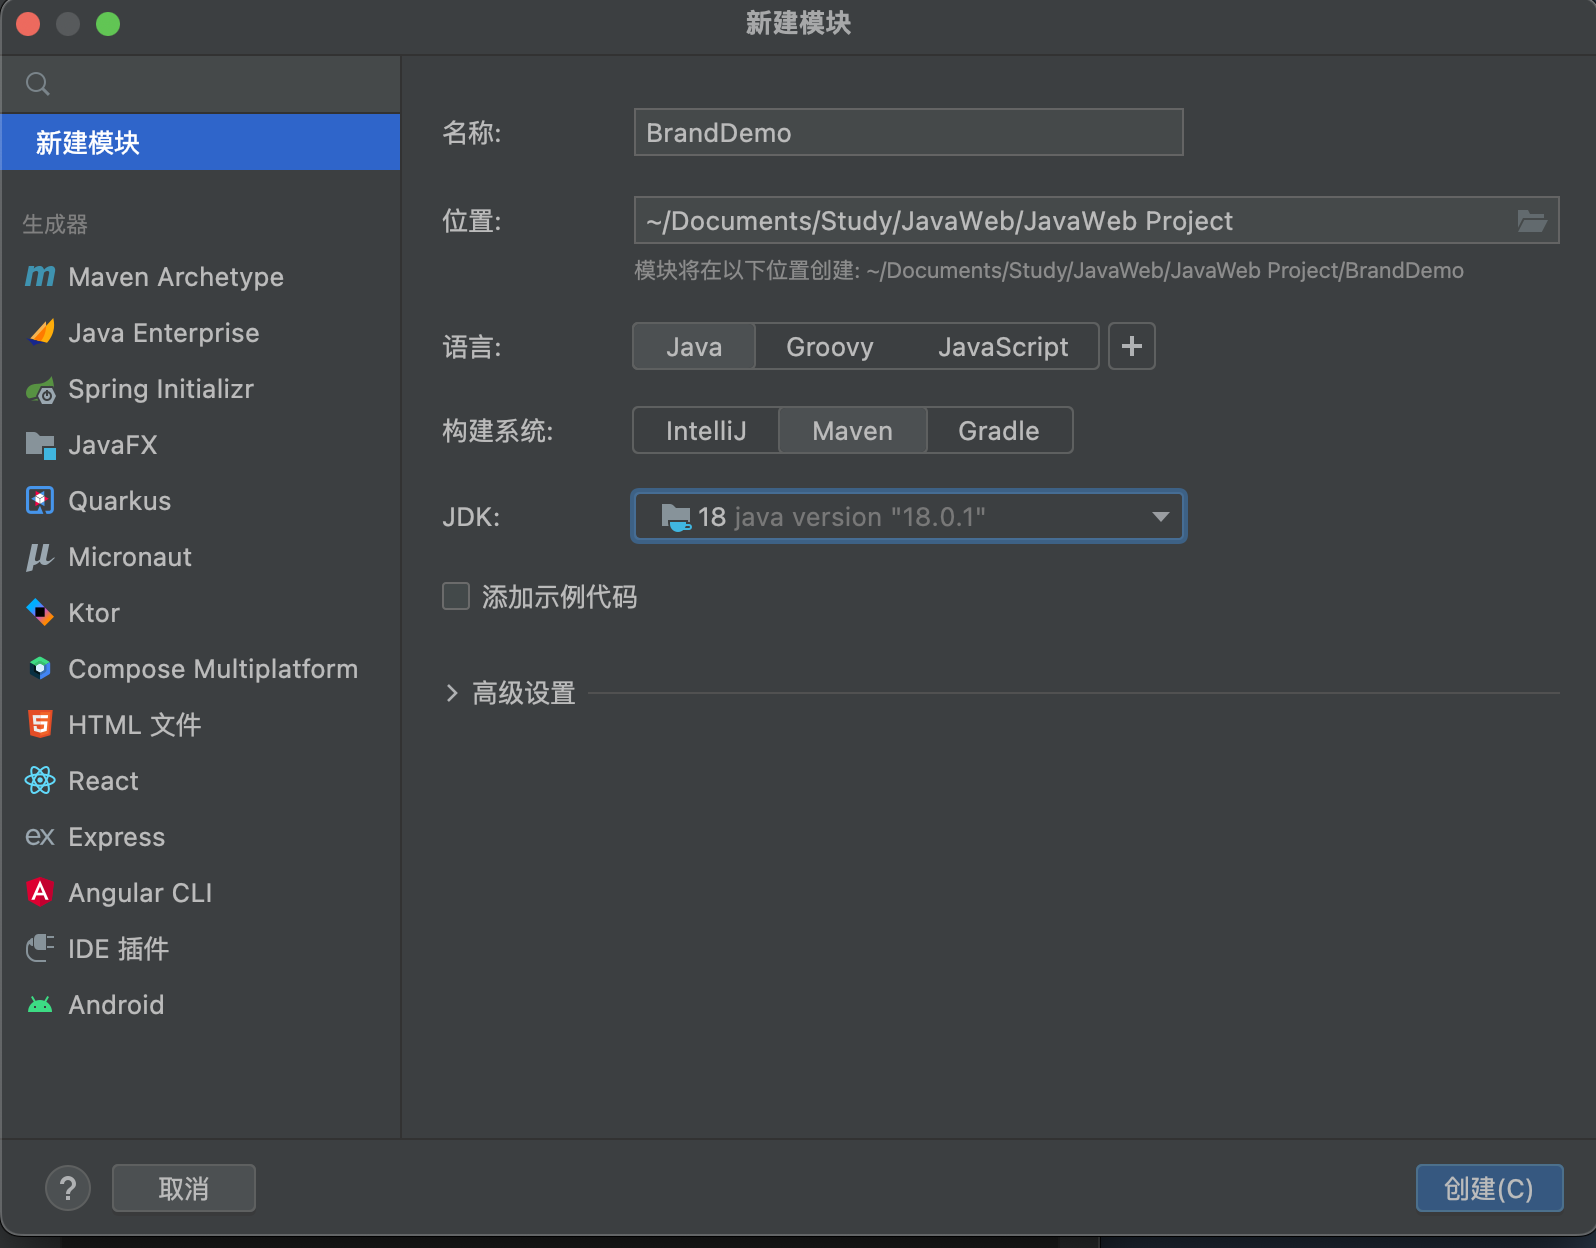 新建模块
新建模块
生成器
Maven Archetype
Java Enterprise
Spring Initializr
JavaFX
Quarkus
Micronaut
Ktor
Compose Multiplatform
HTML 文件
React
Express
Angular CLI
IDE 插件
Android
名称: BrandDemo
位置: ~/Documents/Study/JavaWeb/JavaWeb Project
模块将在以下位置创建: ~/Documents/Study/JavaWeb/JavaWeb Project/BrandDemo
语言: Java Groovy JavaScript +
构建系统: IntelliJ Maven Gradle
JDK: 18 java version "18.0.1"
添加示例代码
高级设置
? 取消 创建(C)